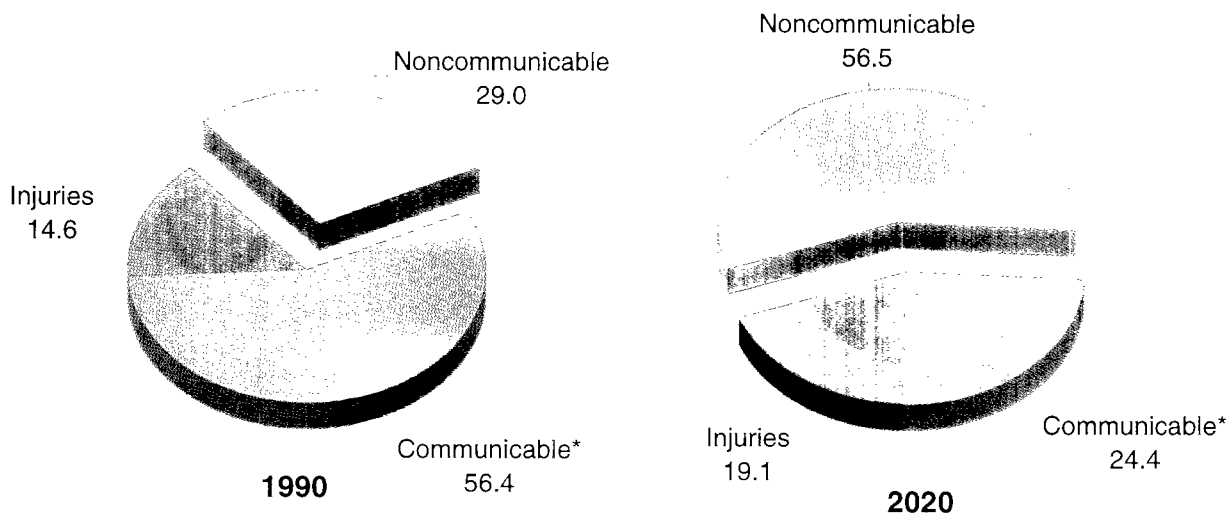 Noncommunicable
29.0
Injuries
14.6
Communicable*
56.4
1990
Noncommunicable
56.5
Injuries
19.1
Communicable*
24.4
2020